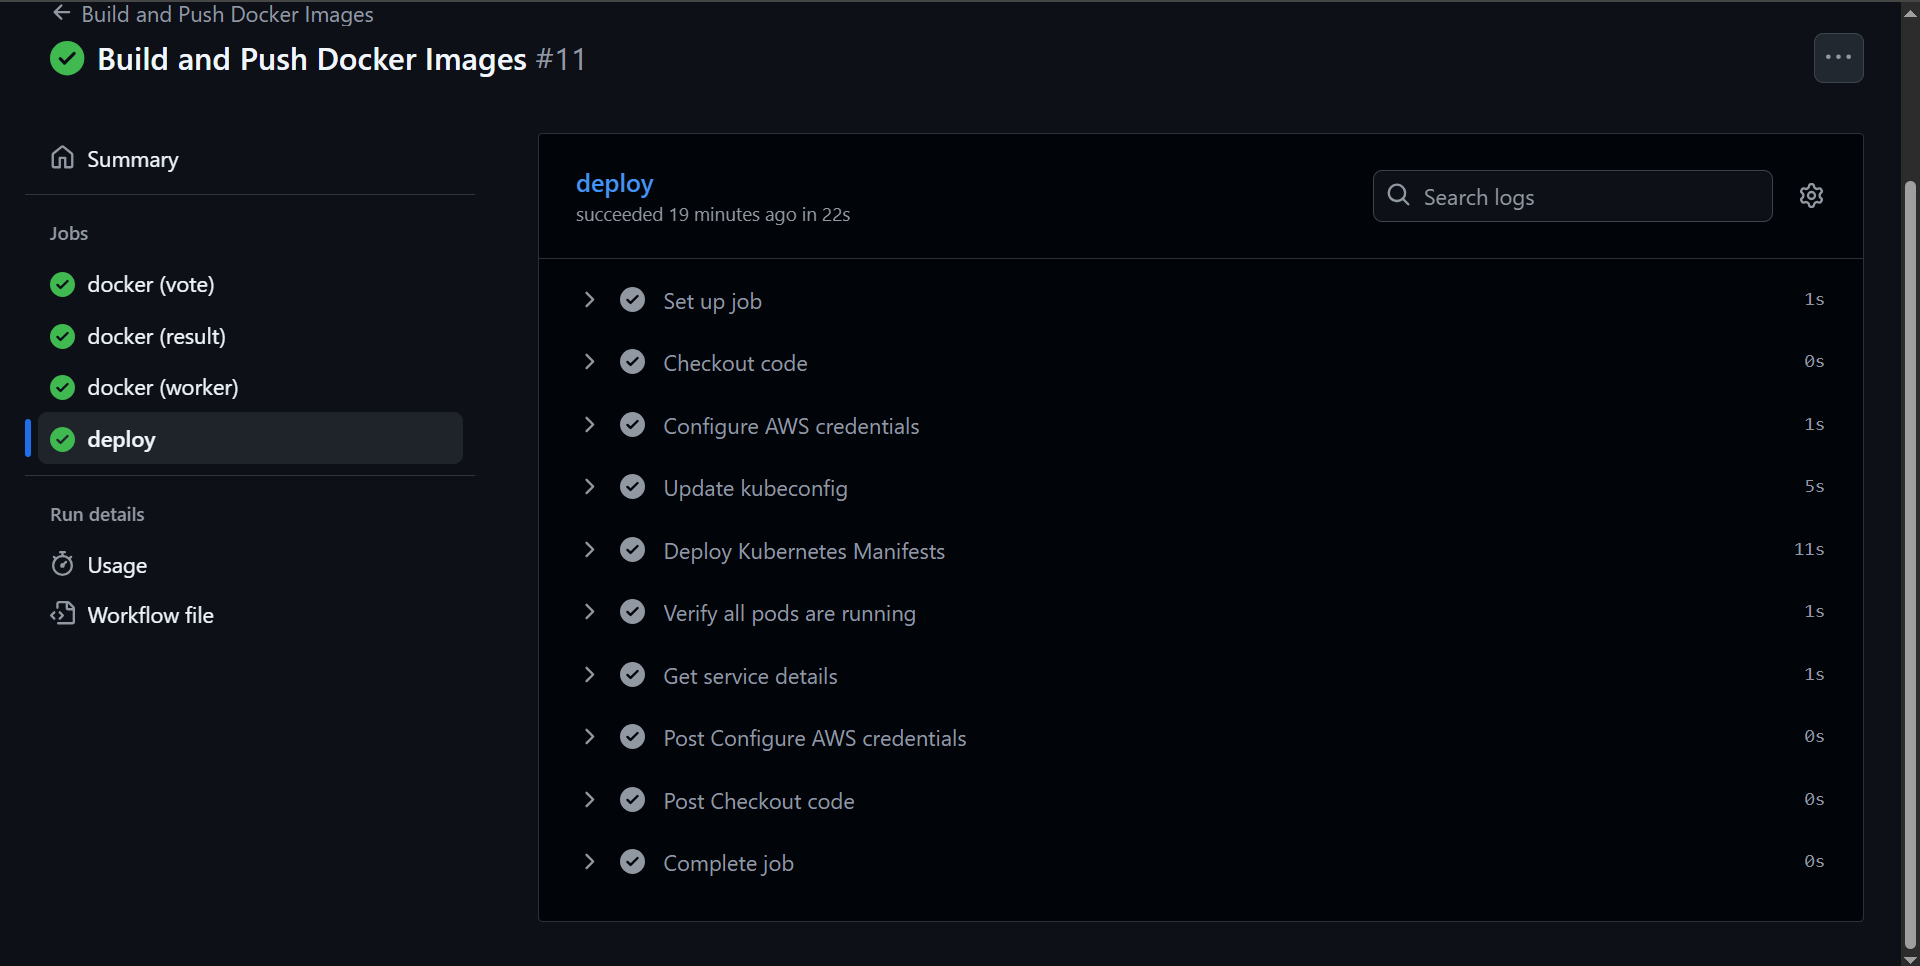 Build and Push Docker Images
Build and Push Docker Images #11
Summary
Jobs
docker (vote)
docker (result)
docker (worker)
deploy
Run details
Usage
Workflow file
deploy
succeeded 19 minutes ago in 22s
Search logs
Set up job 1s
Checkout code 0s
Configure AWS credentials 1s
Update kubeconfig 5s
Deploy Kubernetes Manifests 11s
Verify all pods are running 1s
Get service details 1s
Post Configure AWS credentials 0s
Post Checkout code 0s
Complete job 0s